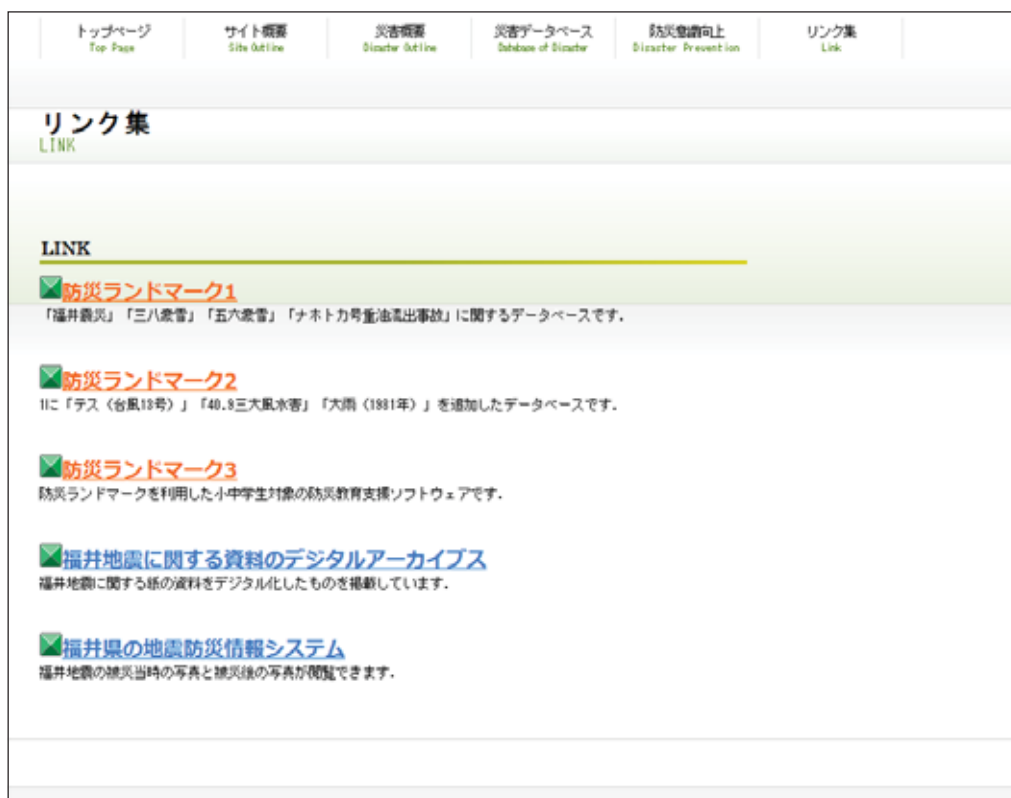 トップページ サイト概要 災害概要 災害データベース 防災意識向上 リンク集
Top Page Site Outline Disaster Outline Database of Disaster Disaster Prevention Link
リンク集
LINK
LINK
防災ランドマーク1
「福井震災」「三八豪雪」「五六豪雪」「ナホトカ号重油流出事故」に関するデータベースです.
防災ランドマーク2
1に「テス（台風13号）」「40.9三大風水害」「大雨（1981年）」を追加したデータベースです.
防災ランドマーク3
防災ランドマークを利用した小中学生対象の防災教育支援ソフトウェアです.
福井地震に関する資料のデジタルアーカイブス
福井地震に関する紙の資料をデジタル化したものを掲載しています.
福井県の地震防災情報システム
福井地震の被災当時の写真と被災後の写真が閲覧できます.